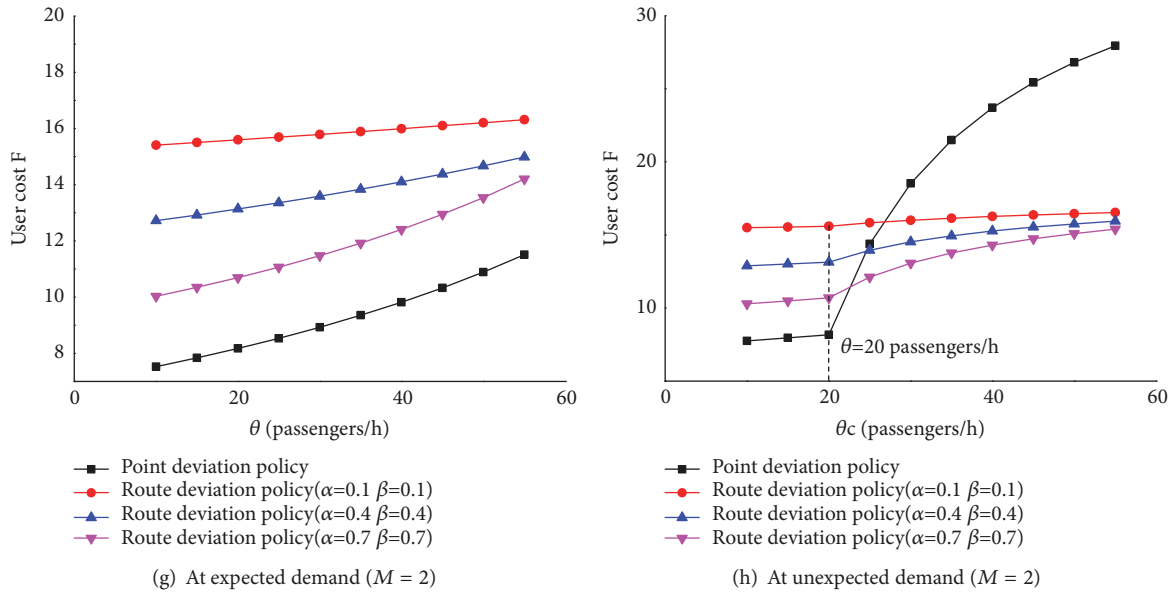 20
18
16
14
12
10
8
User cost F
0
20
40
60
θ (passengers/h)
Point deviation policy
Route deviation policy(α=0.1 β=0.1)
Route deviation policy(α=0.4 β=0.4)
Route deviation policy(α=0.7 β=0.7)
(g) At expected demand (M = 2)
30
20
10
User cost F
θ=20 passengers/h
0
20
40
60
θc (passengers/h)
Point deviation policy
Route deviation policy(α=0.1 β=0.1)
Route deviation policy(α=0.4 β=0.4)
Route deviation policy(α=0.7 β=0.7)
(h) At unexpected demand (M = 2)